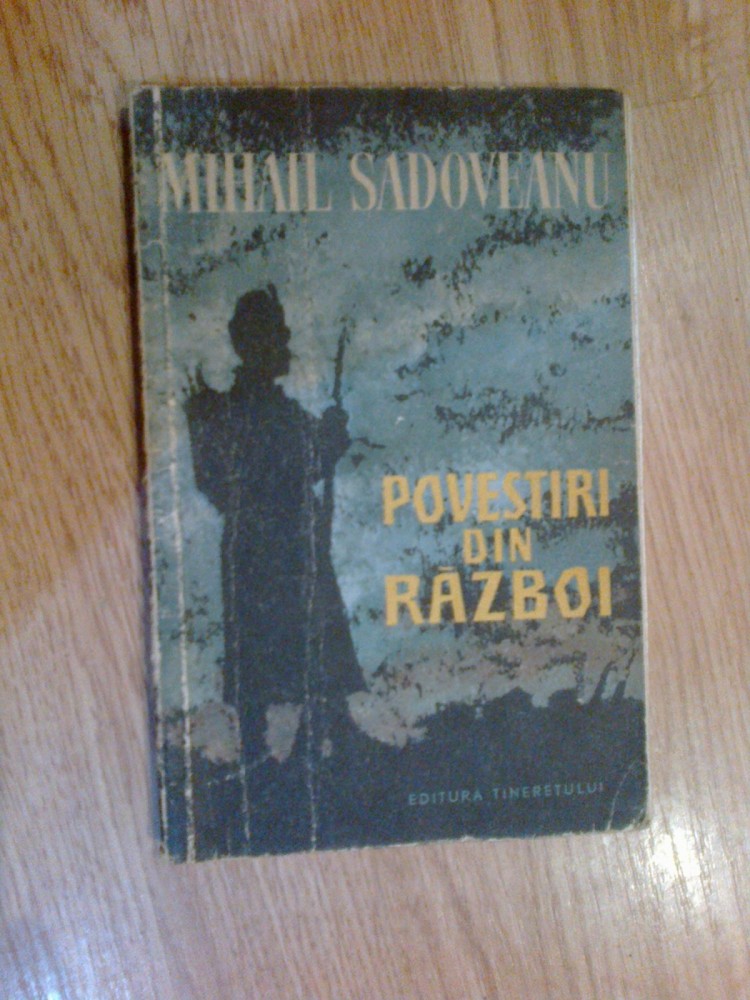 MIHAIL SADOVEANU
POVESTIRI
DIN
RĂZBOI
EDITURA TINERETULUI